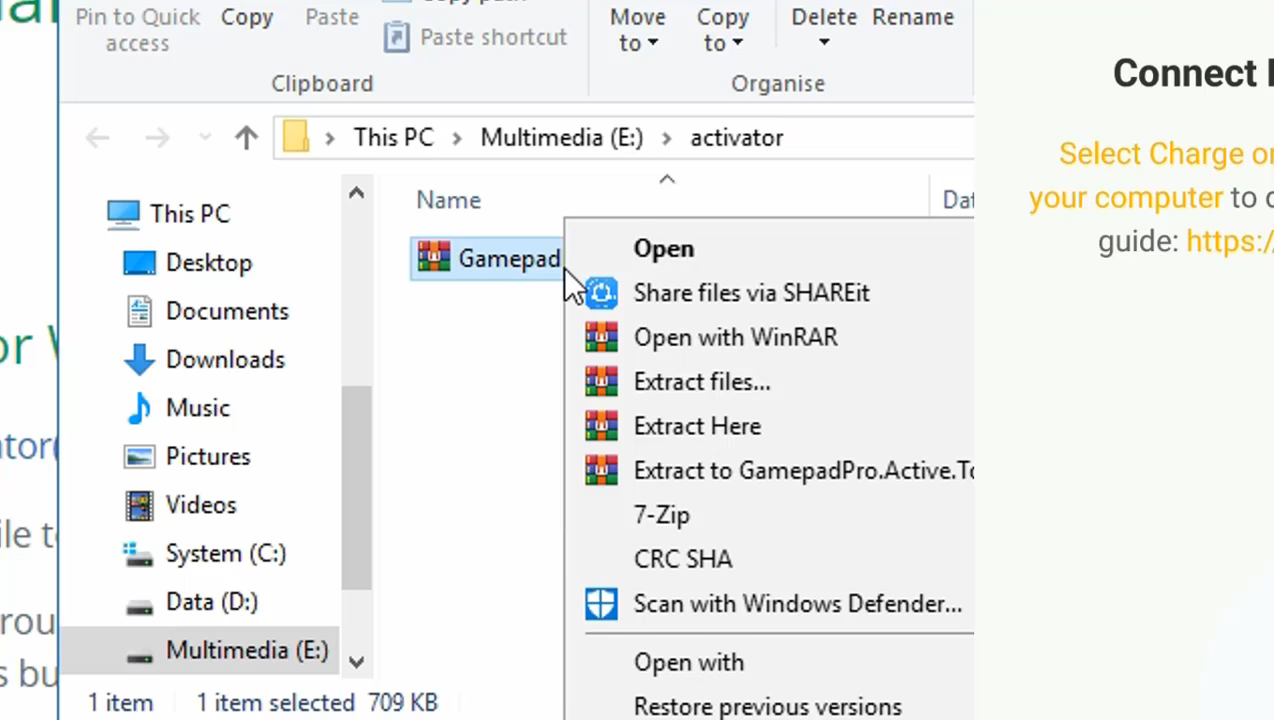 Pin to Quick
access
Copy
Paste
Paste shortcut
Clipboard
Move
to
Copy
to
Delete
Rename
Organise
This PC
Multimedia (E:)
activator
Name
This PC
Desktop
Documents
Downloads
Music
Pictures
Videos
System (C:)
Data (D:)
Multimedia (E:)
Gamepad
Open
Share files via SHAREit
Open with WinRAR
Extract files...
Extract Here
Extract to GamepadPro.Active.To
7-Zip
CRC SHA
Scan with Windows Defender...
Open with
Restore previous versions
1 item
1 item selected 709 KB
Connect
Select Charge or
your computer to
guide: https:/